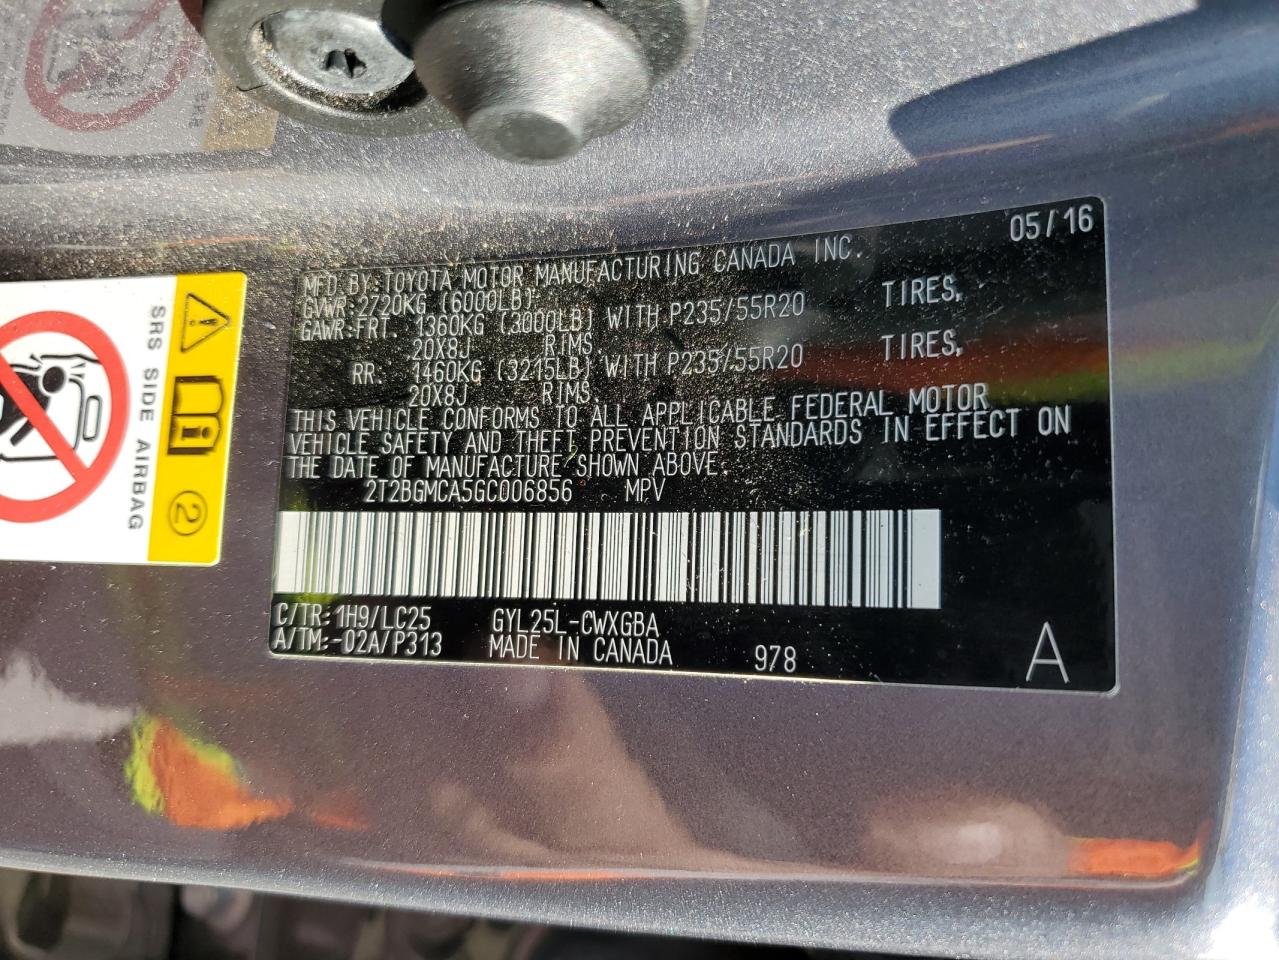 05/16
MFD.BY:TOYOTA MOTOR MANUFACTURING CANADA INC.
GVWR:2720KG (6000LB)
GAWR:FRT. 1360KG (3000LB) WITH P235/55R20 TIRES,
20X8J RIMS.
RR: 1460KG (3215LB) WITH P235/55R20 TIRES,
20X8J RIMS.
THIS VEHICLE CONFORMS TO ALL APPLICABLE FEDERAL MOTOR
VEHICLE SAFETY AND THEFT PREVENTION STANDARDS IN EFFECT ON
THE DATE OF MANUFACTURE SHOWN ABOVE.
2T2BGMCA5GC006856 MPV
C/TR:1H9/LC25 GYL25L-CWXGBA
A/TM:-02A/P313 MADE IN CANADA 978 A
SRS SIDE AIRBAG
2